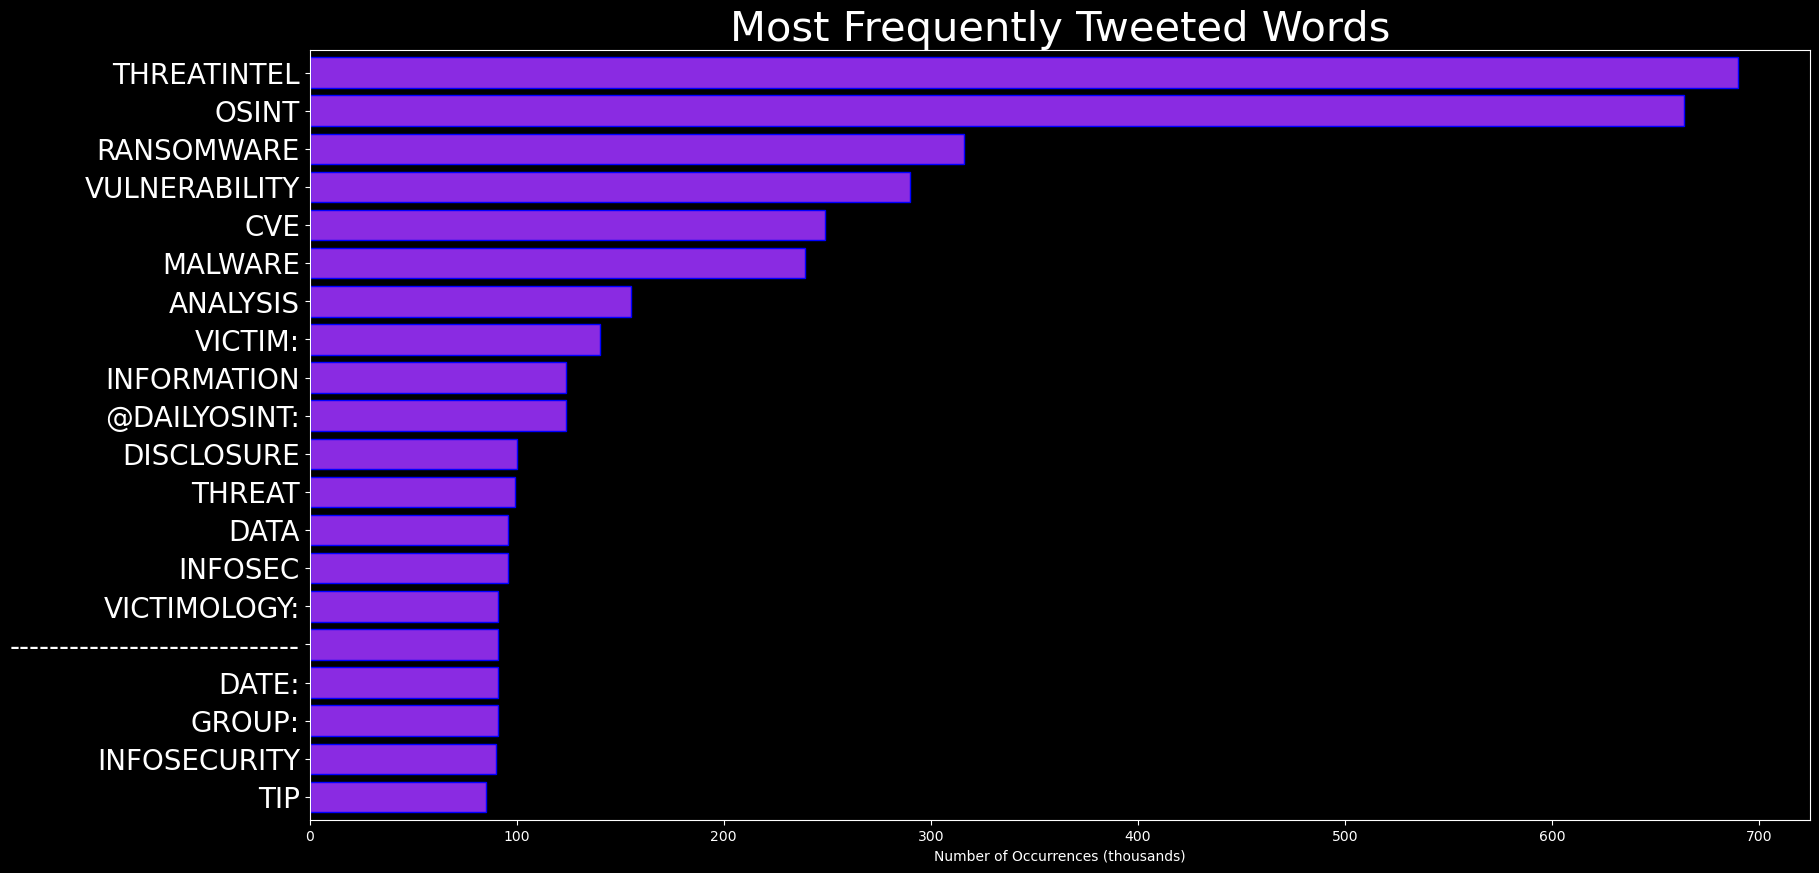 Most Frequently Tweeted Words
THREATINTEL
OSINT
RANSOMWARE
VULNERABILITY
CVE
MALWARE
ANALYSIS
VICTIM:
INFORMATION
@DAILYOSINT:
DISCLOSURE
THREAT
DATA
INFOSEC
VICTIMOLOGY:
-----------------------------
DATE:
GROUP:
INFOSECURITY
TIP
0 100 200 300 400 500 600 700
Number of Occurrences (thousands)